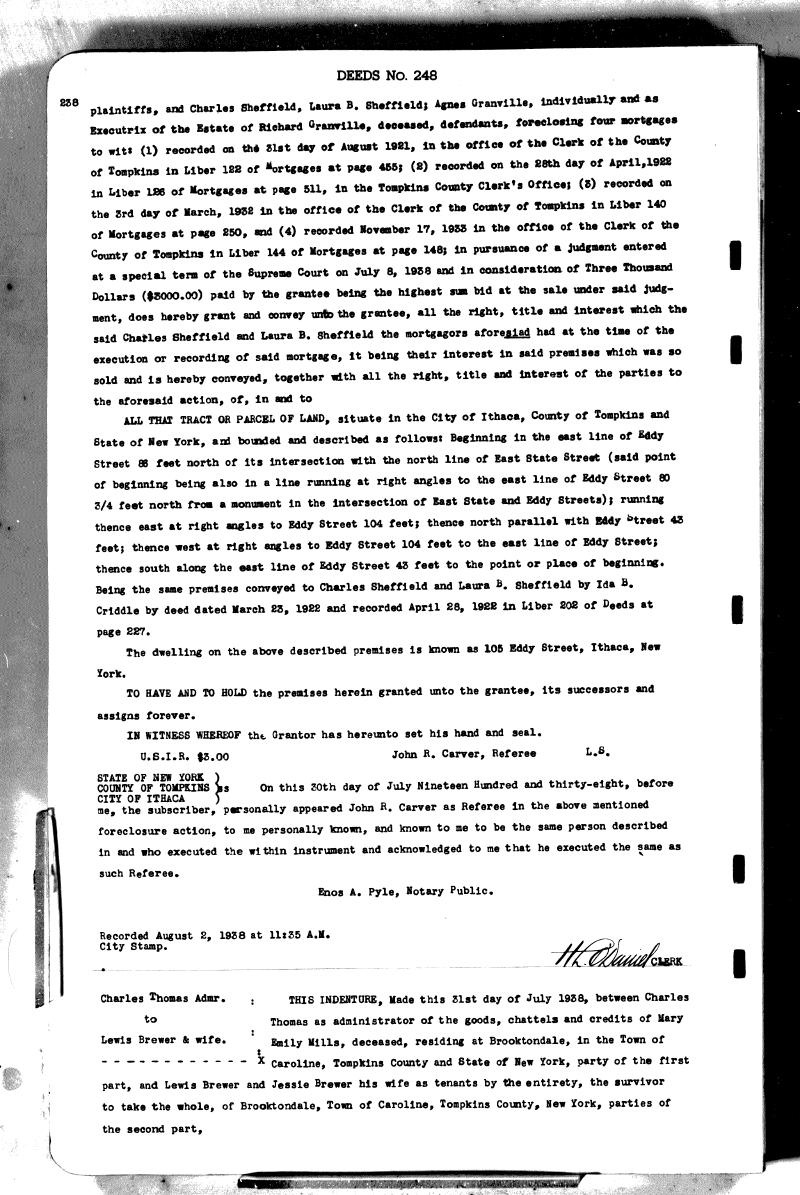 DEEDS No. 248
238
plaintiffs, and Charles Sheffield, Laura B. Sheffield; Agnes Granville, individually and as
Executrix of the Estate of Richard Granville, deceased, defendants, foreclosing four mortgages
to wit: (1) recorded on the 31st day of August 1921, in the office of the Clerk of the County
of Tompkins in Liber 122 of Mortgages at page 455; (2) recorded on the 28th day of April,1922
in Liber 126 of Mortgages at page 511, in the Tompkins County Clerk's Office; (3) recorded on
the 3rd day of March, 1932 in the office of the Clerk of the County of Tompkins in Liber 140
of Mortgages at page 250, and (4) recorded November 17, 1933 in the office of the Clerk of the
County of Tompkins in Liber 144 of Mortgages at page 148; in pursuance of a judgment entered
at a special term of the Supreme Court on July 8, 1938 and in consideration of Three Thousand
Dollars ($3000.00) paid by the grantee being the highest sum bid at the sale under said judg-
ment, does hereby grant and convey unto the grantee, all the right, title and interest which the
said Charles Sheffield and Laura B. Sheffield the mortgagors aforesiad had at the time of the
execution or recording of said mortgage, it being their interest in said premises which was so
sold and is hereby conveyed, together with all the right, title and interest of the parties to
the aforesaid action, of, in and to
ALL THAT TRACT OR PARCEL OF LAND, situate in the City of Ithaca, County of Tompkins and
State of New York, and bounded and described as follows: Beginning in the east line of Eddy
Street 86 feet north of its intersection with the north line of East State Street (said point
of beginning being also in a line running at right angles to the east line of Eddy Street 80
3/4 feet north from a monument in the intersection of East State and Eddy Streets); running
thence east at right angles to Eddy Street 104 feet; thence north parallel with Eddy Street 43
feet; thence west at right angles to Eddy Street 104 feet to the east line of Eddy Street;
thence south along the east line of Eddy Street 43 feet to the point or place of beginning.
Being the same premises conveyed to Charles Sheffield and Laura B. Sheffield by Ida B.
Criddle by deed dated March 23, 1922 and recorded April 28, 1922 in Liber 202 of Deeds at
page 227.
The dwelling on the above described premises is known as 105 Eddy Street, Ithaca, New
York.
TO HAVE AND TO HOLD the premises herein granted unto the grantee, its successors and
assigns forever.
IN WITNESS WHEREOF the Grantor has hereunto set his hand and seal.
U.S.I.R. $3.00 John R. Carver, Referee L.S.
STATE OF NEW YORK )
COUNTY OF TOMPKINS )ss On this 30th day of July Nineteen Hundred and thirty-eight, before
CITY OF ITHACA )
me, the subscriber, personally appeared John R. Carver as Referee in the above mentioned
foreclosure action, to me personally known, and known to me to be the same person described
in and who executed the within instrument and acknowledged to me that he executed the same as
such Referee.
Enos A. Pyle, Notary Public.
Recorded August 2, 1938 at 11:35 A.M.
City Stamp.
H.L. O'Daniel CLERK
Charles Thomas Admr. : THIS INDENTURE, Made this 31st day of July 1938, between Charles
to Thomas as administrator of the goods, chattels and credits of Mary
Lewis Brewer & wife. : Emily Mills, deceased, residing at Brooktondale, in the Town of
- - - - - - - - - - - - X Caroline, Tompkins County and State of New York, party of the first
part, and Lewis Brewer and Jessie Brewer his wife as tenants by the entirety, the survivor
to take the whole, of Brooktondale, Town of Caroline, Tompkins County, New York, parties of
the second part,